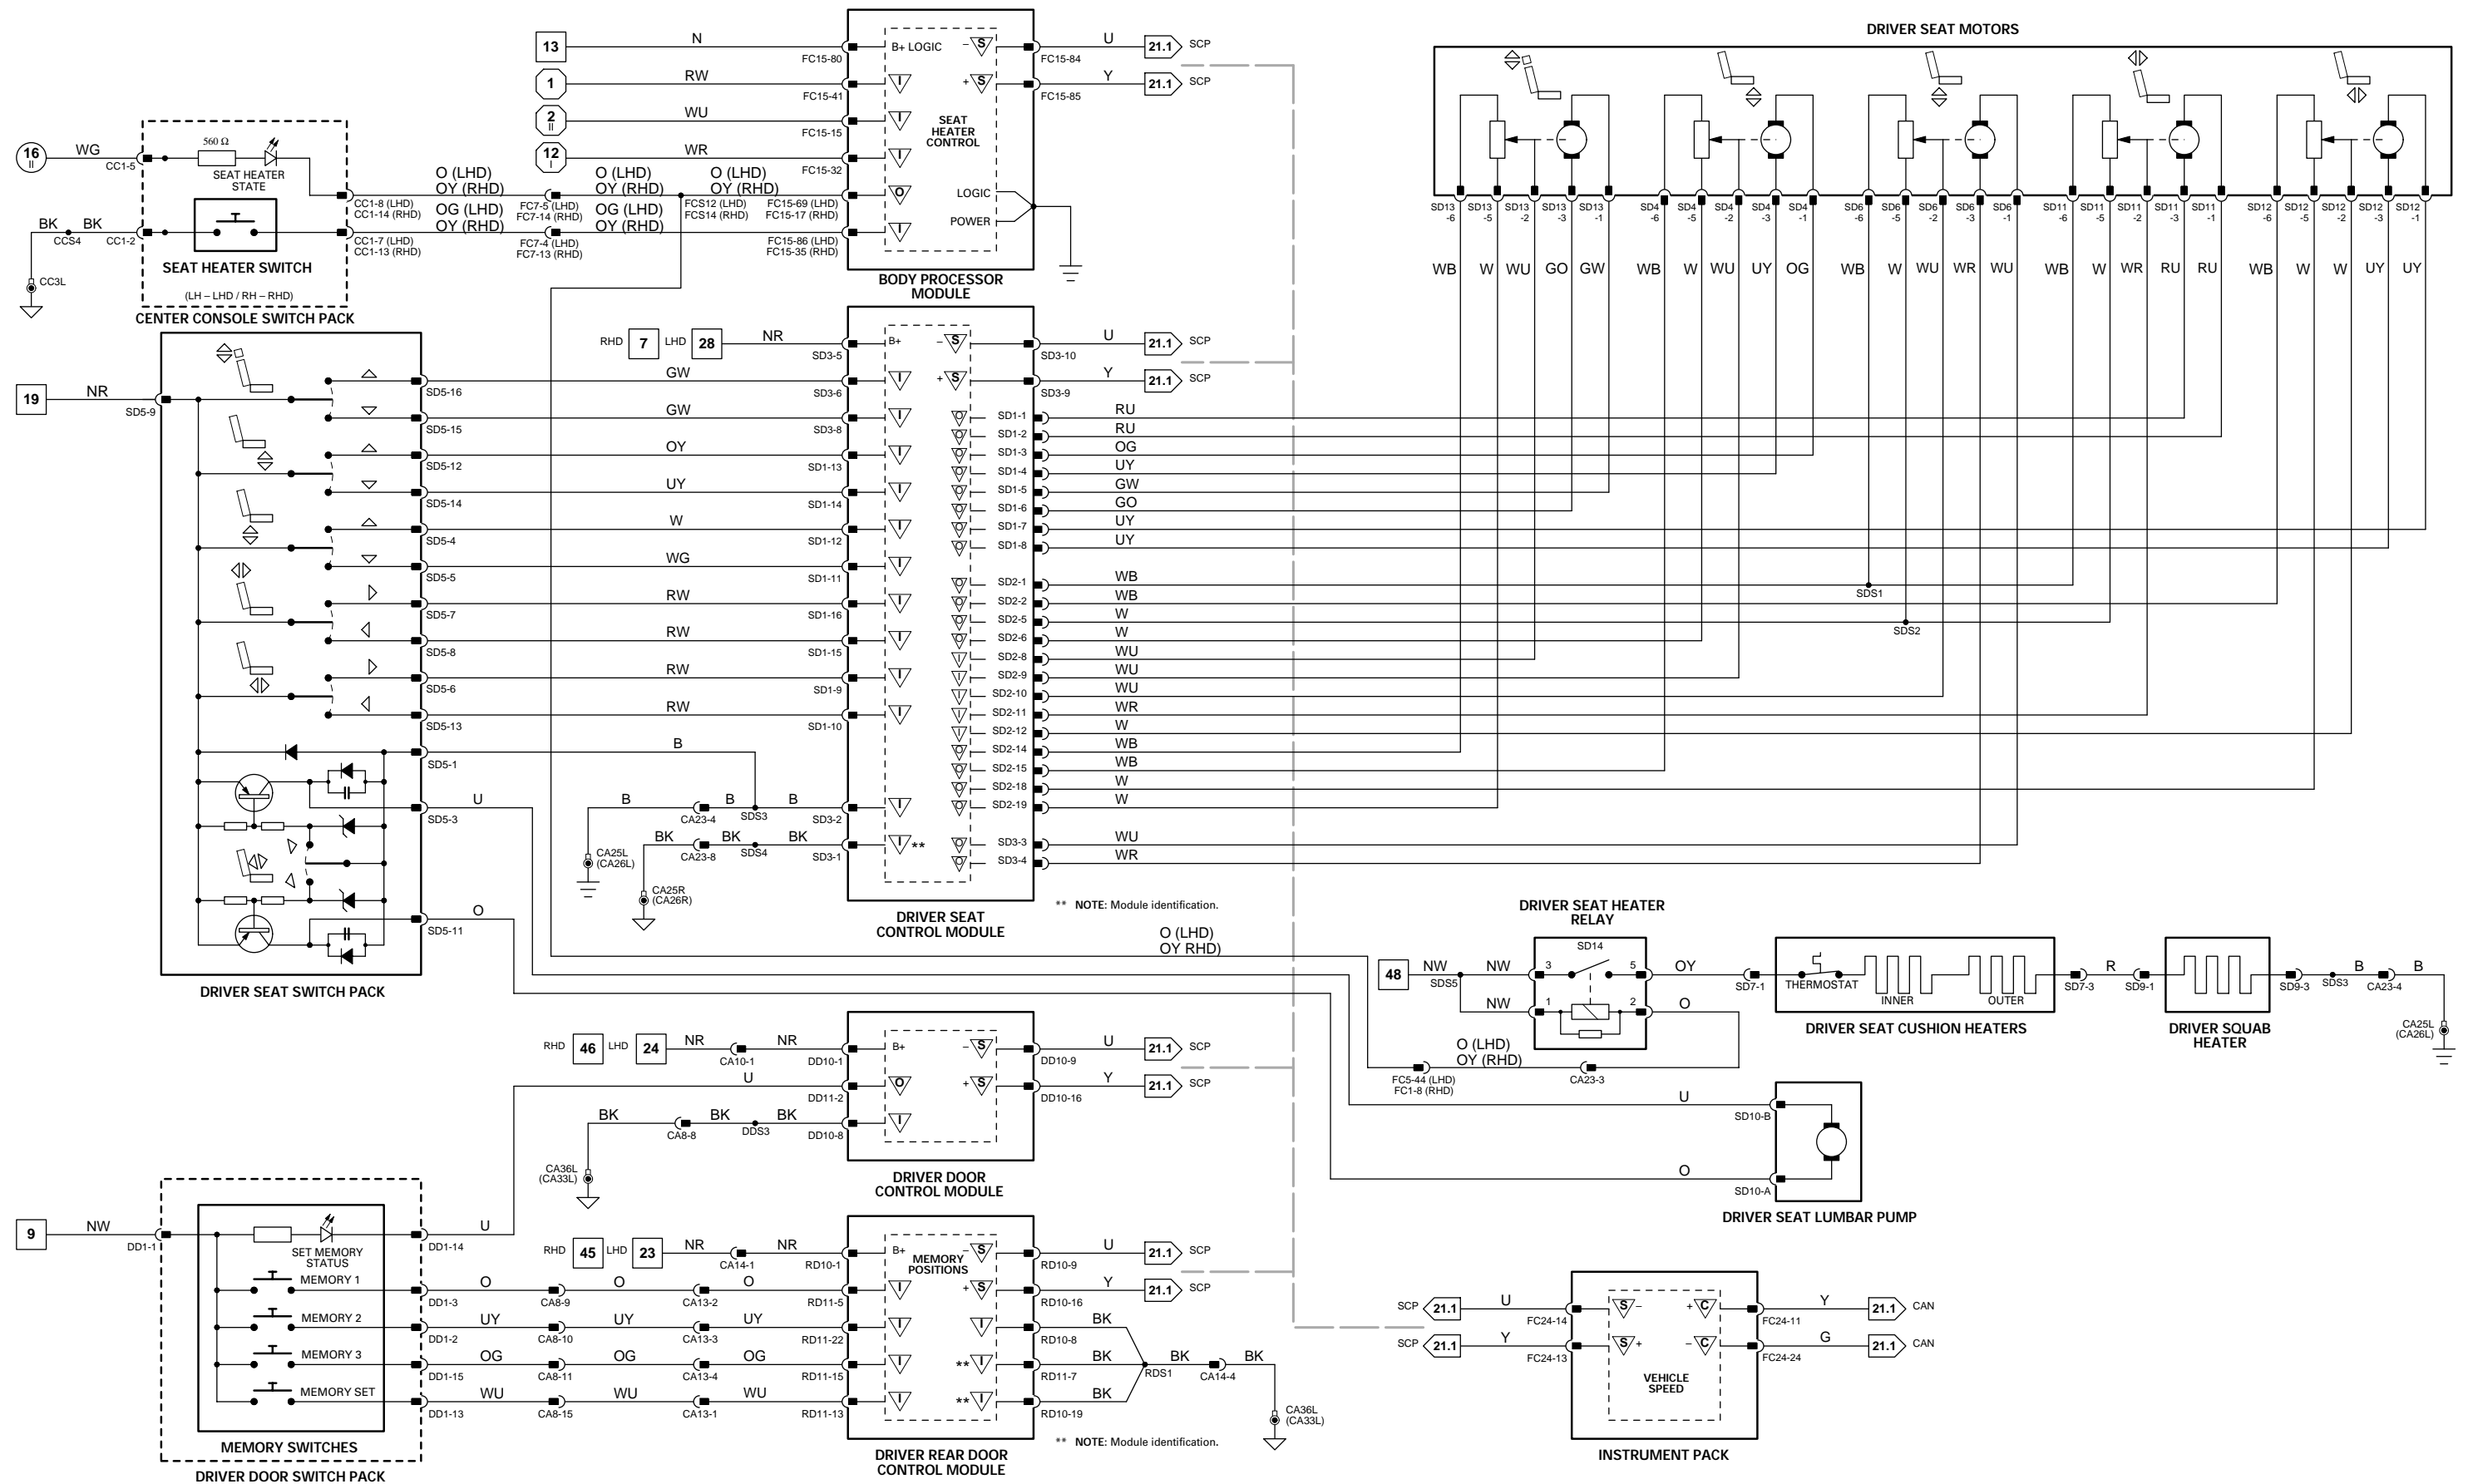 DRIVER SEAT MOTORS
13 N FC15-80 B+ LOGIC – S FC15-84 U 21.1 SCP
1 RW FC15-41 I + S FC15-85 Y 21.1 SCP
2 II WU FC15-15 I
SEAT HEATER CONTROL
12 I WR FC15-32 I
16 II WG CC1-5 560 Ω SEAT HEATER STATE
O (LHD) O (LHD) O (LHD)
OY (RHD) OY (RHD) OY (RHD)
CC1-8 (LHD) FC7-5 (LHD) FCS12 (LHD) FC15-69 (LHD) O LOGIC
CC1-14 (RHD) FC7-14 (RHD) FCS14 (RHD) FC15-17 (RHD)
OG (LHD) OG (LHD)
OY (RHD) OY (RHD)
BK CCS4 BK CC1-2
CC1-7 (LHD) FC7-4 (LHD) FC15-86 (LHD) I POWER
CC1-13 (RHD) FC7-13 (RHD) FC15-35 (RHD)
CC3L
SEAT HEATER SWITCH
(LH – LHD / RH – RHD)
CENTER CONSOLE SWITCH PACK
BODY PROCESSOR
MODULE
SD13-6 SD13-5 SD13-2 SD13-3 SD13-1 SD4-6 SD4-5 SD4-2 SD4-3 SD4-1 SD6-6 SD6-5 SD6-2 SD6-3 SD6-1 SD11-6 SD11-5 SD11-2 SD11-3 SD11-1 SD12-6 SD12-5 SD12-2 SD12-3 SD12-1
WB W WU GO GW WB W WU UY OG WB W WU WR WU WB W WR RU RU WB W W UY UY
RHD 7 LHD 28 NR SD3-5 B+ – S SD3-10 U 21.1 SCP
19 NR SD5-9
SD5-16 GW SD3-6 I + S SD3-9 Y 21.1 SCP
SD5-15 GW SD3-8 I
SD5-12 OY SD1-13 I
SD5-14 UY SD1-14 I
SD5-4 W SD1-12 I
SD5-5 WG SD1-11 I
SD5-7 RW SD1-16 I
SD5-8 RW SD1-15 I
SD5-6 RW SD1-9 I
SD5-13 RW SD1-10 I
SD5-1 B
SD5-3 U
B CA23-4 B SDS3 B SD3-2 I
BK CA23-8 BK SDS4 BK SD3-1 I **
CA25L
(CA26L)
CA25R
(CA26R)
SD5-11 O
O SD1-1 RU
O SD1-2 RU
O SD1-3 OG
O SD1-4 UY
O SD1-5 GW
O SD1-6 GO
O SD1-7 UY
O SD1-8 UY
O SD2-1 WB SDS1
O SD2-2 WB
O SD2-5 W SDS2
O SD2-6 W
I SD2-8 WU
I SD2-9 WU
I SD2-10 WU
I SD2-11 WR
I SD2-12 W
O SD2-14 WB
O SD2-15 WB
O SD2-18 W
O SD2-19 W
O SD3-3 WU
O SD3-4 WR
** NOTE: Module identification.
DRIVER SEAT
CONTROL MODULE
DRIVER SEAT SWITCH PACK
O (LHD)
OY RHD)
DRIVER SEAT HEATER
RELAY
SD14
48 NW SDS5 NW 3 5 OY SD7-1 THERMOSTAT INNER OUTER SD7-3 R SD9-1 SD9-3 SDS3 B CA23-4 B
NW 1 2 O
CA25L
(CA26L)
DRIVER SEAT CUSHION HEATERS
DRIVER SQUAB
HEATER
O (LHD)
OY (RHD)
FC5-44 (LHD) CA23-3
FC1-8 (RHD)
U SD10-B
O SD10-A
DRIVER SEAT LUMBAR PUMP
RHD 46 LHD 24 NR CA10-1 NR DD10-1 B+ – S DD10-9 U 21.1 SCP
U DD11-2 O + S DD10-16 Y 21.1 SCP
BK CA8-8 BK DDS3 BK DD10-8 I
CA36L
(CA33L)
DRIVER DOOR
CONTROL MODULE
9 NW DD1-1 DD1-14 U
SET MEMORY
STATUS
RHD 45 LHD 23 NR CA14-1 NR RD10-1 B+ MEMORY POSITIONS – S RD10-9 U 21.1 SCP
MEMORY 1 DD1-3 O CA8-9 O CA13-2 O RD11-5 I + S RD10-16 Y 21.1 SCP
MEMORY 2 DD1-2 UY CA8-10 UY CA13-3 UY RD11-22 I I RD10-8 BK
MEMORY 3 DD1-15 OG CA8-11 OG CA13-4 OG RD11-15 I ** I RD11-7 BK RDS1 BK CA14-4 BK
MEMORY SET DD1-13 WU CA8-15 WU CA13-1 WU RD11-13 I ** I RD10-19 BK
CA36L
(CA33L)
** NOTE: Module identification.
MEMORY SWITCHES
DRIVER DOOR SWITCH PACK
DRIVER REAR DOOR
CONTROL MODULE
SCP 21.1 U FC24-14 S – + C FC24-11 Y 21.1 CAN
SCP 21.1 Y FC24-13 S + – C FC24-24 G 21.1 CAN
VEHICLE
SPEED
INSTRUMENT PACK